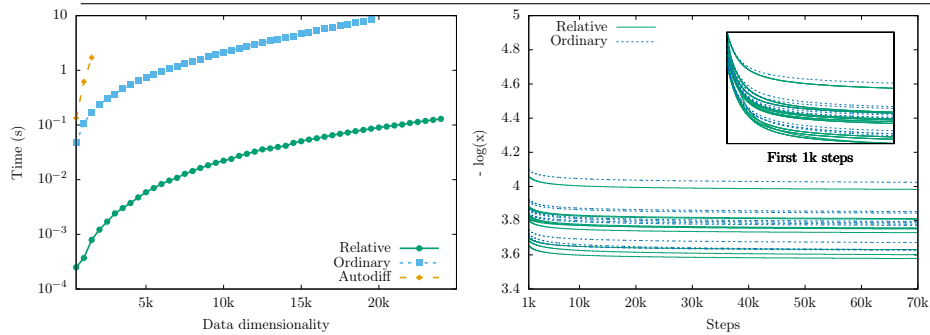 10
1
10⁻¹
10⁻²
10⁻³
10⁻⁴
Time (s)
5k 10k 15k 20k
Data dimensionality
Relative
Ordinary
Autodiff
5
4.8
4.6
4.4
4.2
4
3.8
3.6
3.4
- log(x)
Relative
Ordinary
First 1k steps
1k 10k 20k 30k 40k 50k 60k 70k
Steps